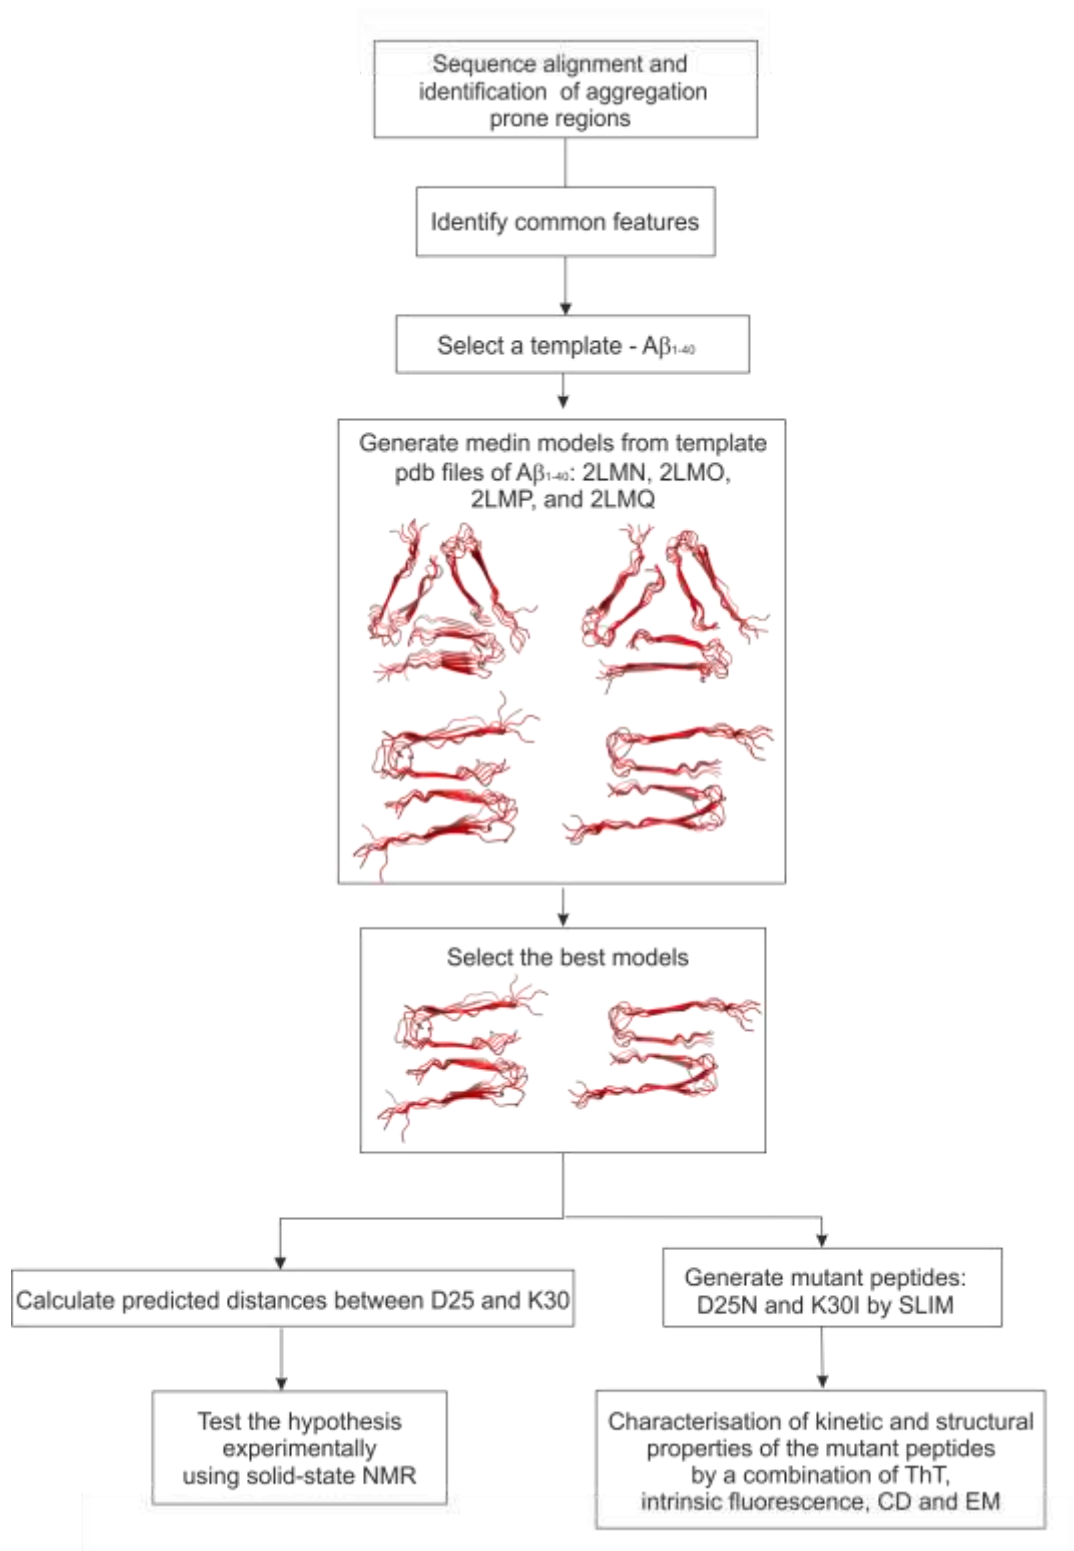 Sequence alignment and
identification of aggregation
prone regions
Identify common features
Select a template - Aβ₁₋₄₀
Generate medin models from template
pdb files of Aβ₁₋₄₀: 2LMN, 2LMO,
2LMP, and 2LMQ
Select the best models
Calculate predicted distances between D25 and K30
Generate mutant peptides:
D25N and K30I by SLIM
Test the hypothesis
experimentally
using solid-state NMR
Characterisation of kinetic and structural
properties of the mutant peptides
by a combination of ThT,
intrinsic fluorescence, CD and EM